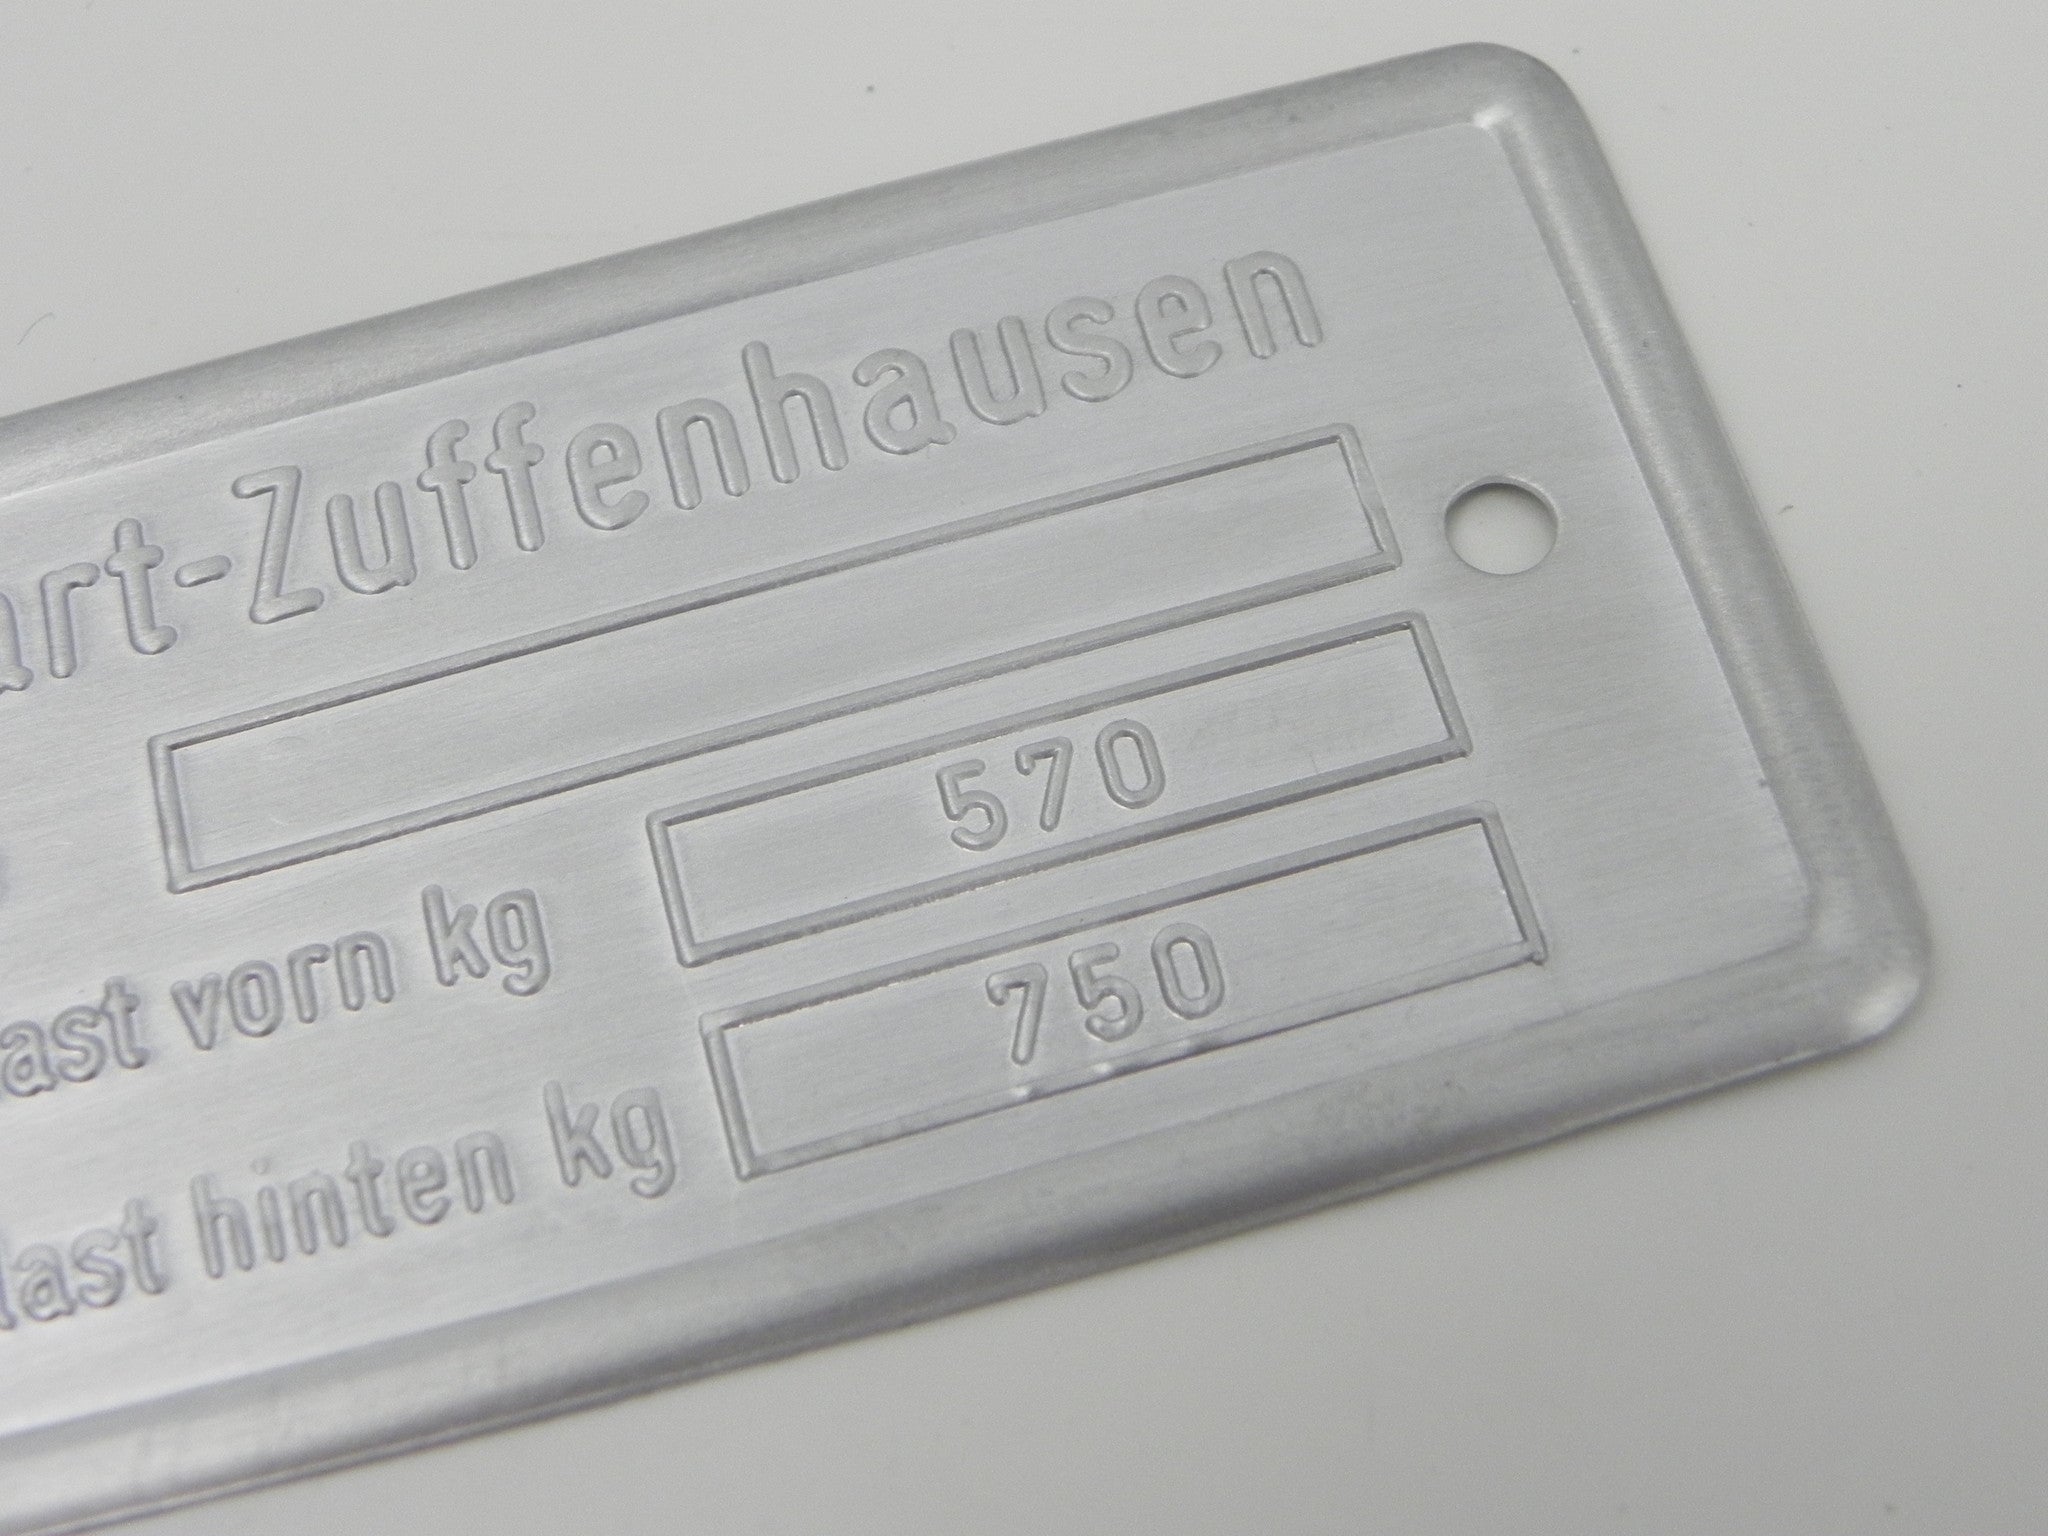 art-Zuffenhausen
last vorn kg 570
last hinten kg 750